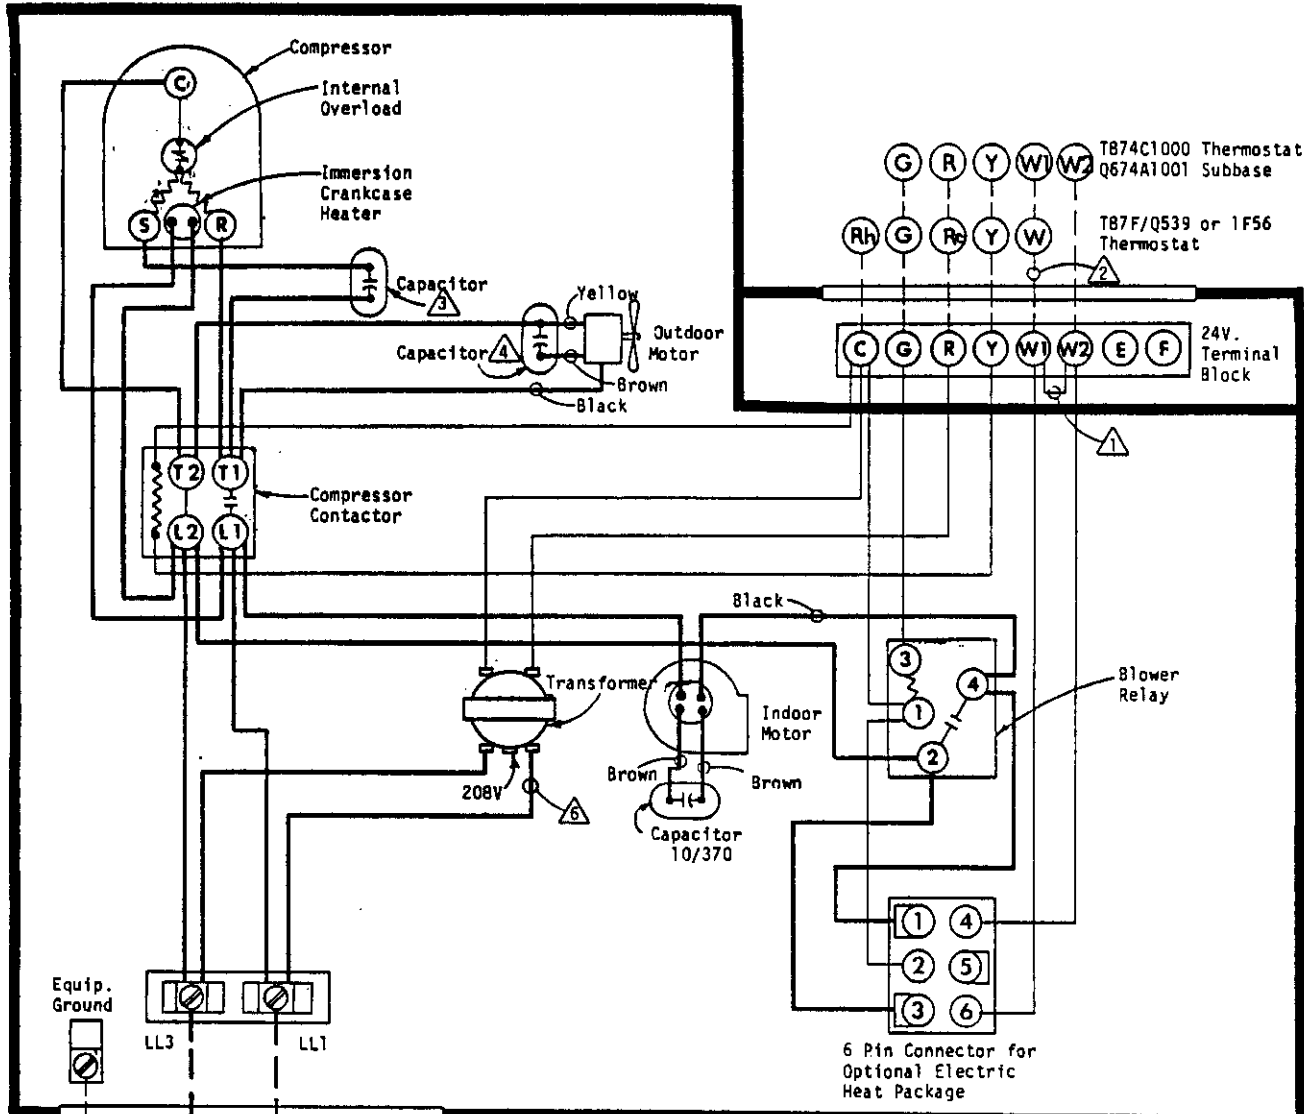 Compressor
C
Internal
Overload
Immersion
Crankcase
Heater
S
R
Capacitor
3
Yellow
Capacitor
4
Outdoor
Motor
Brown
Black
G R Y W1 W2
T874C1000 Thermostat
Q674A1001 Subbase
Rh G Rc Y W
T87F/Q539 or 1F56
Thermostat
2
C G R Y W1 W2 E F
24V.
Terminal
Block
1
T2 T1
L2 L1
Compressor
Contactor
Black
3
4
1
2
Blower
Relay
Transformer
Indoor
Motor
208V
6
Brown
Brown
Capacitor
10/370
1 4
2 5
3 6
6 Pin Connector for
Optional Electric
Heat Package
Equip.
Ground
LL3
LL1